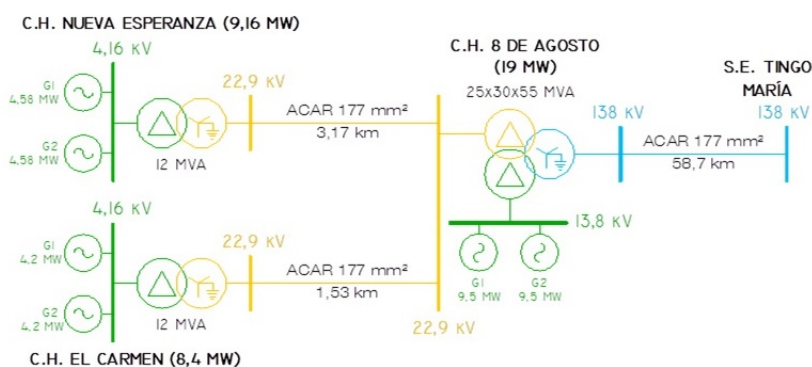 C.H. NUEVA ESPERANZA (9,16 MW)
4,16 kV
G1
4,58 MW
G2
4,58 MW
12 MVA
22,9 kV
ACAR 177 mm²
3,17 km
C.H. 8 DE AGOSTO
(19 MW)
25x30x55 MVA
138 kV
ACAR 177 mm²
58,7 km
S.E. TINGO
MARÍA
138 kV
13,8 kV
G1
9,5 MW
G2
9,5 MW
4,16 kV
G1
4,2 MW
G2
4,2 MW
12 MVA
22,9 kV
ACAR 177 mm²
1,53 km
22,9 kV
C.H. EL CARMEN (8,4 MW)